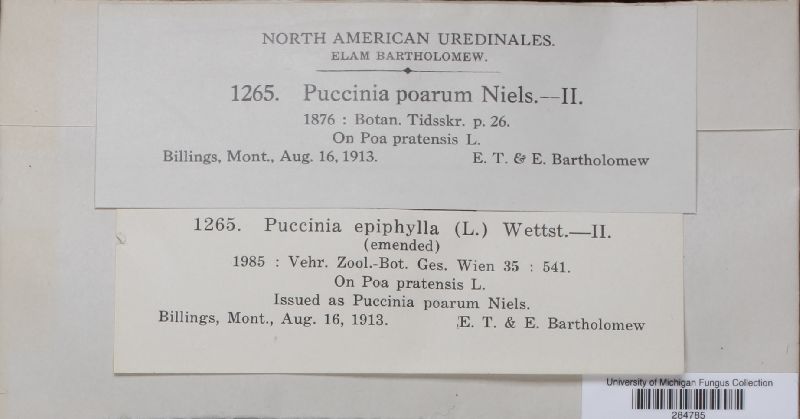 NORTH AMERICAN UREDINALES.
ELAM BARTHOLOMEW.
1265. Puccinia poarum Niels.—II.
1876 : Botan. Tidsskr. p. 26.
On Poa pratensis L.
Billings, Mont., Aug. 16, 1913. E. T. & E. Bartholomew
1265. Puccinia epiphylla (L.) Wettst.—II.
(emended)
1985 : Vehr. Zool.-Bot. Ges. Wien 35 : 541.
On Poa pratensis L.
Issued as Puccinia poarum Niels.
Billings, Mont., Aug. 16, 1913. E. T. & E. Bartholomew
University of Michigan Fungus Collection
284785